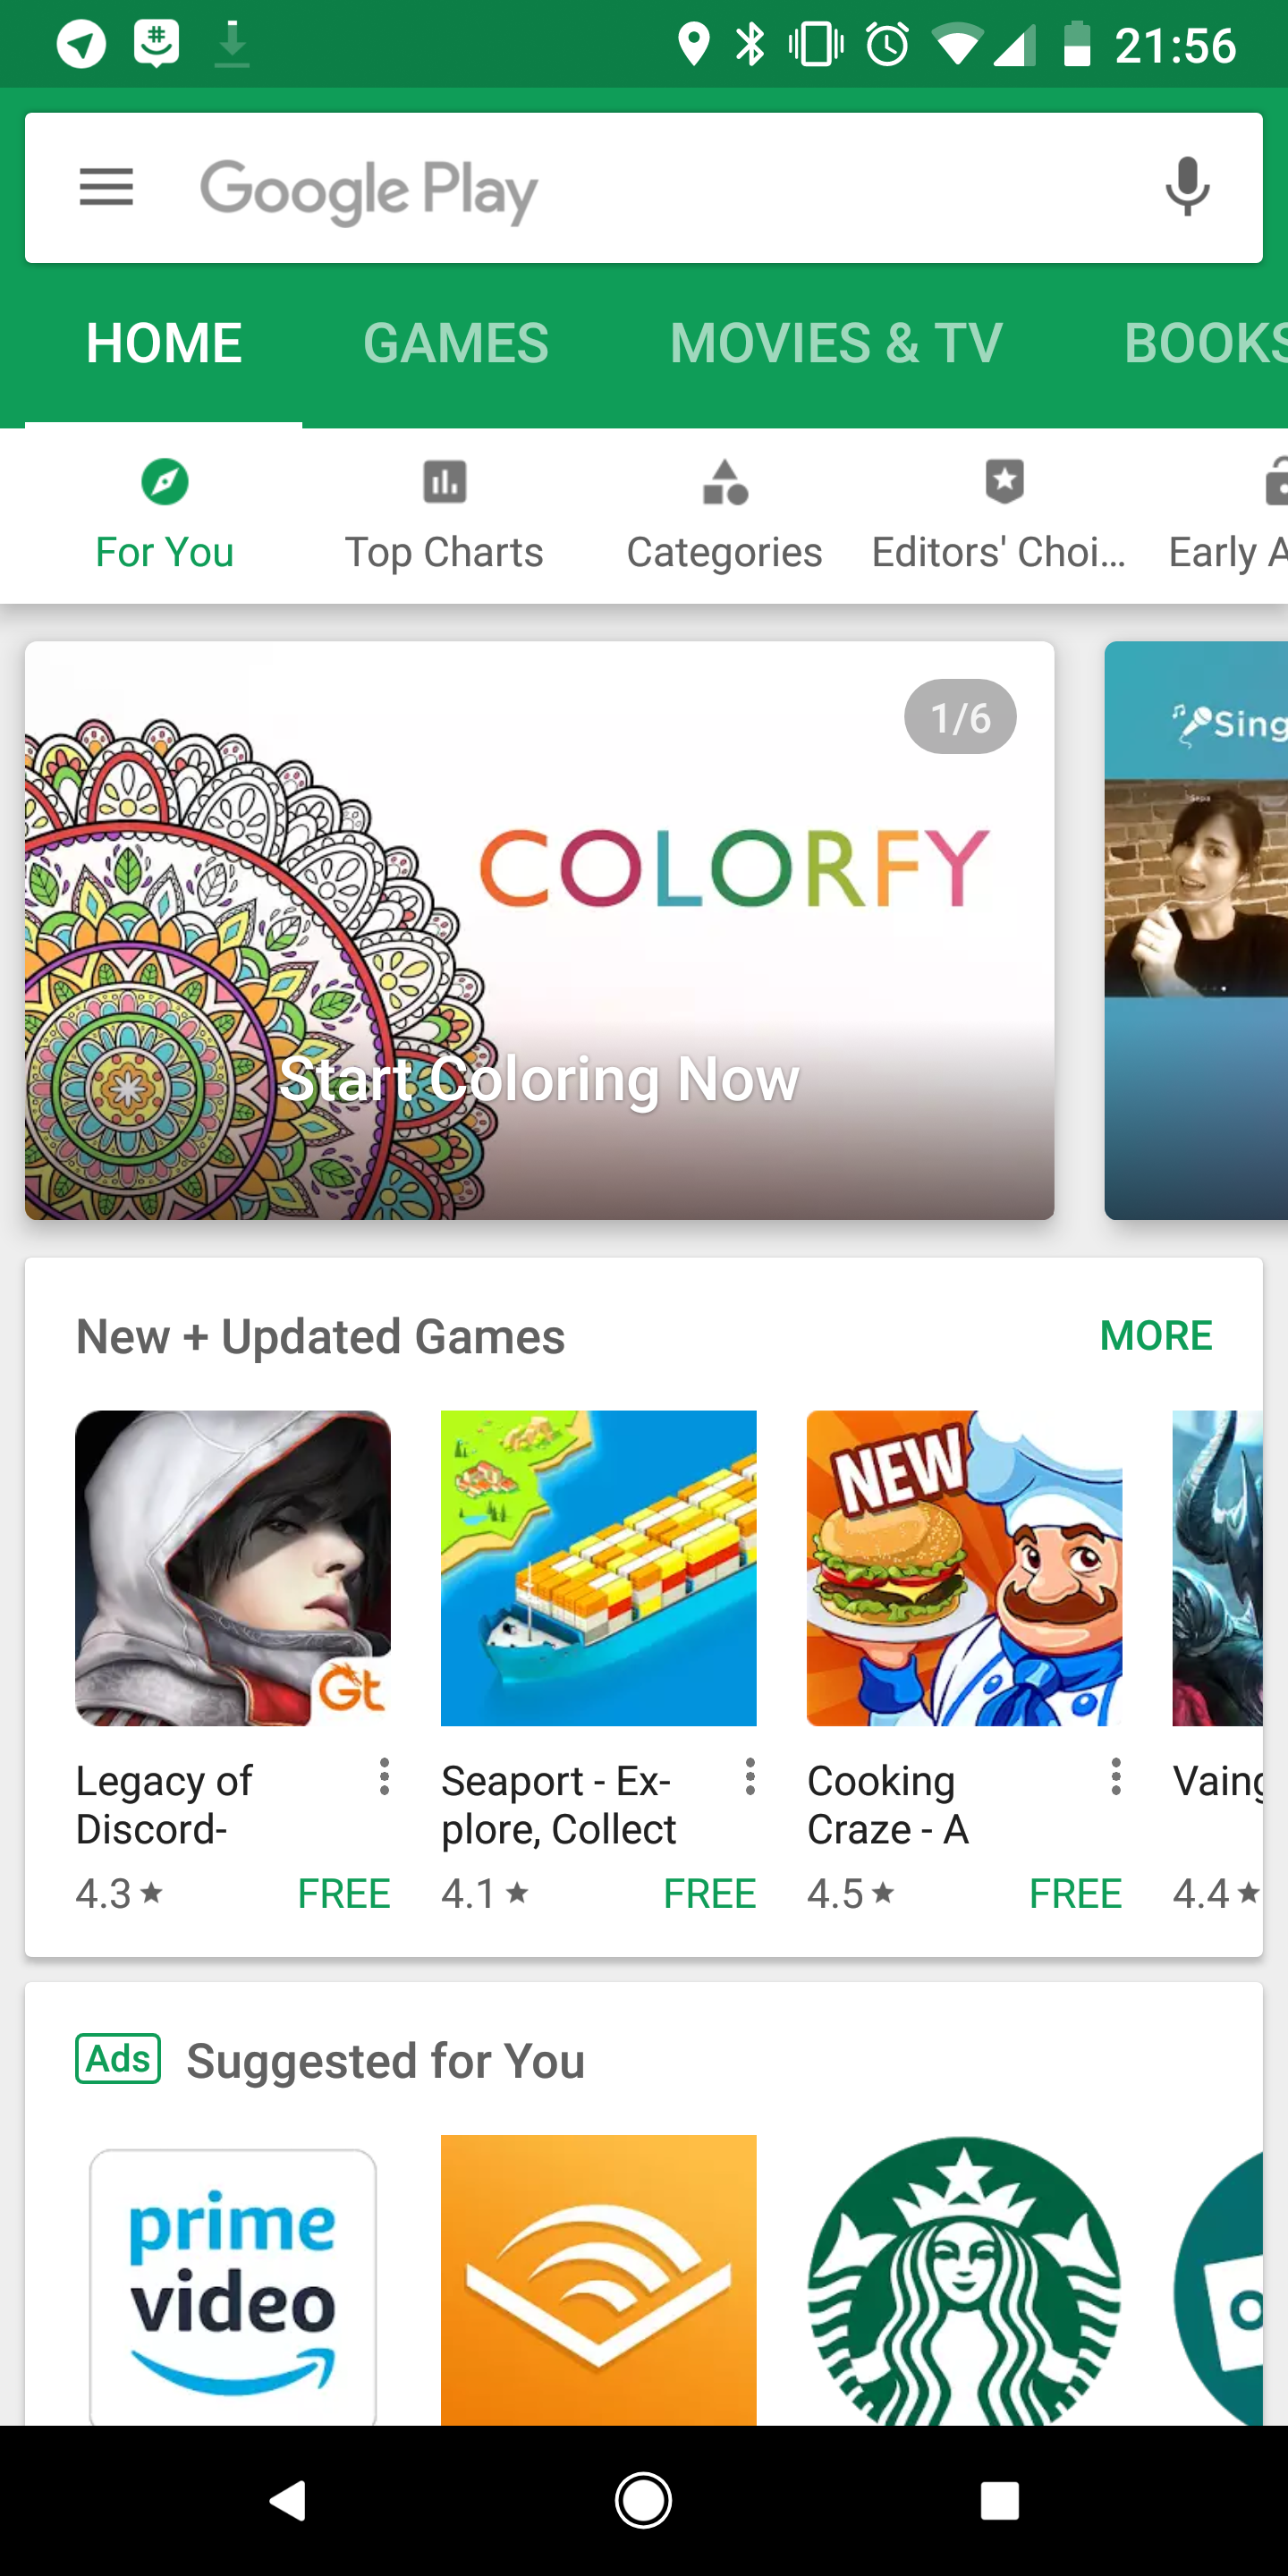 21:56
Google Play
HOME GAMES MOVIES & TV BOOKS
For You Top Charts Categories Editors' Choi... Early A
1/6
COLORFY
Start Coloring Now
Sing
New + Updated Games MORE
NEW
Gt
Legacy of
Discord-
4.3 FREE
Seaport - Ex-
plore, Collect
4.1 FREE
Cooking
Craze - A
4.5 FREE
Vaing
4.4
Ads Suggested for You
prime
video